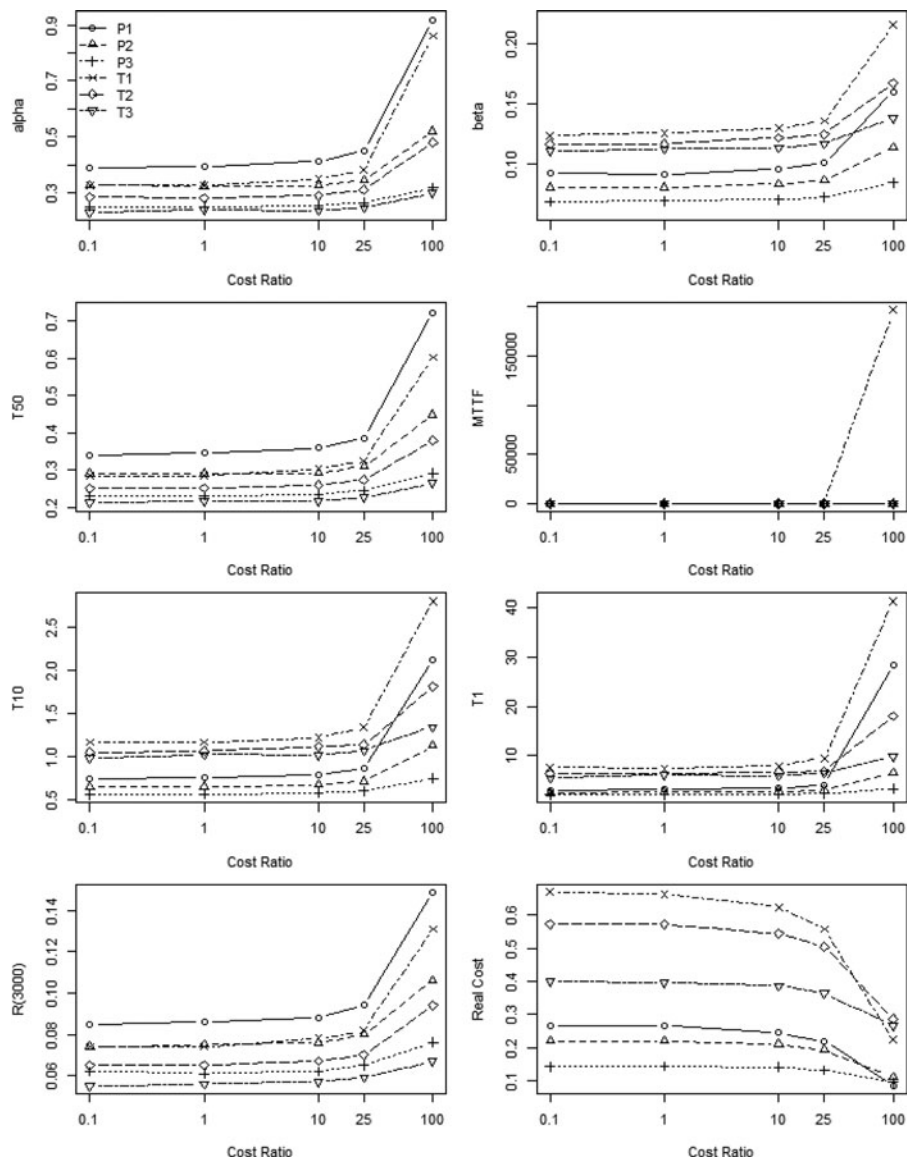 alpha
0.3 0.5 0.7 0.9
P1
P2
P3
T1
T2
T3
0.1 1 10 25 100
Cost Ratio
beta
0.10 0.15 0.20
0.1 1 10 25 100
Cost Ratio
T50
0.2 0.3 0.4 0.5 0.6 0.7
0.1 1 10 25 100
Cost Ratio
MTTF
0 50000 150000
0.1 1 10 25 100
Cost Ratio
T10
0.5 1.0 1.5 2.0 2.5
0.1 1 10 25 100
Cost Ratio
T1
10 20 30 40
0.1 1 10 25 100
Cost Ratio
R(3000)
0.06 0.08 0.10 0.12 0.14
0.1 1 10 25 100
Cost Ratio
Real Cost
0.1 0.2 0.3 0.4 0.5 0.6
0.1 1 10 25 100
Cost Ratio